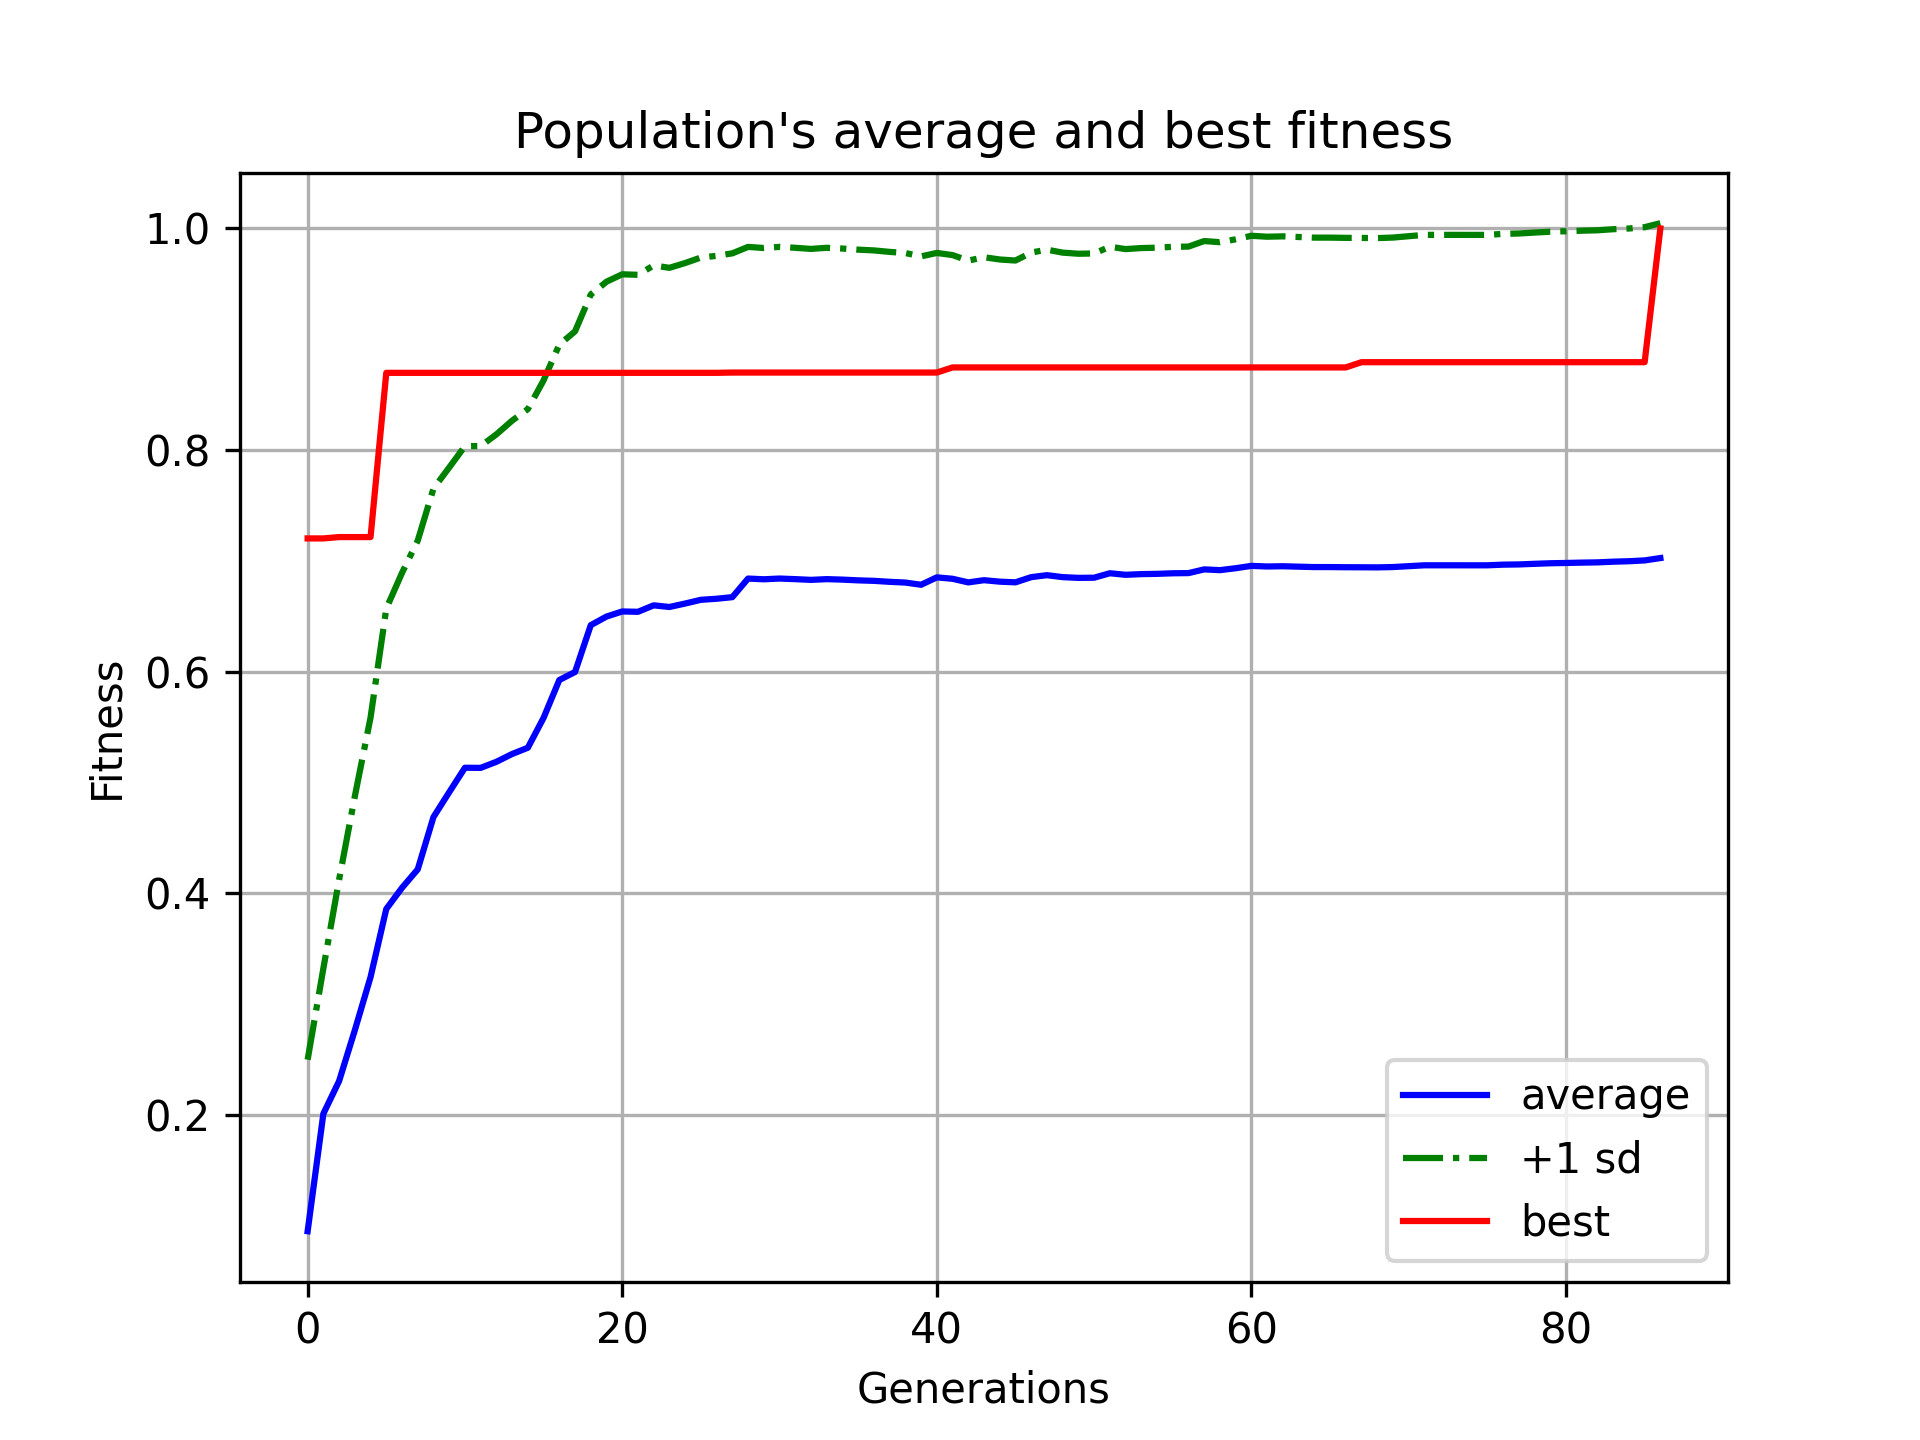 Population's average and best fitness
1.0
0.8
0.6
0.4
0.2
Fitness
0
20
40
60
80
Generations
average
+1 sd
best